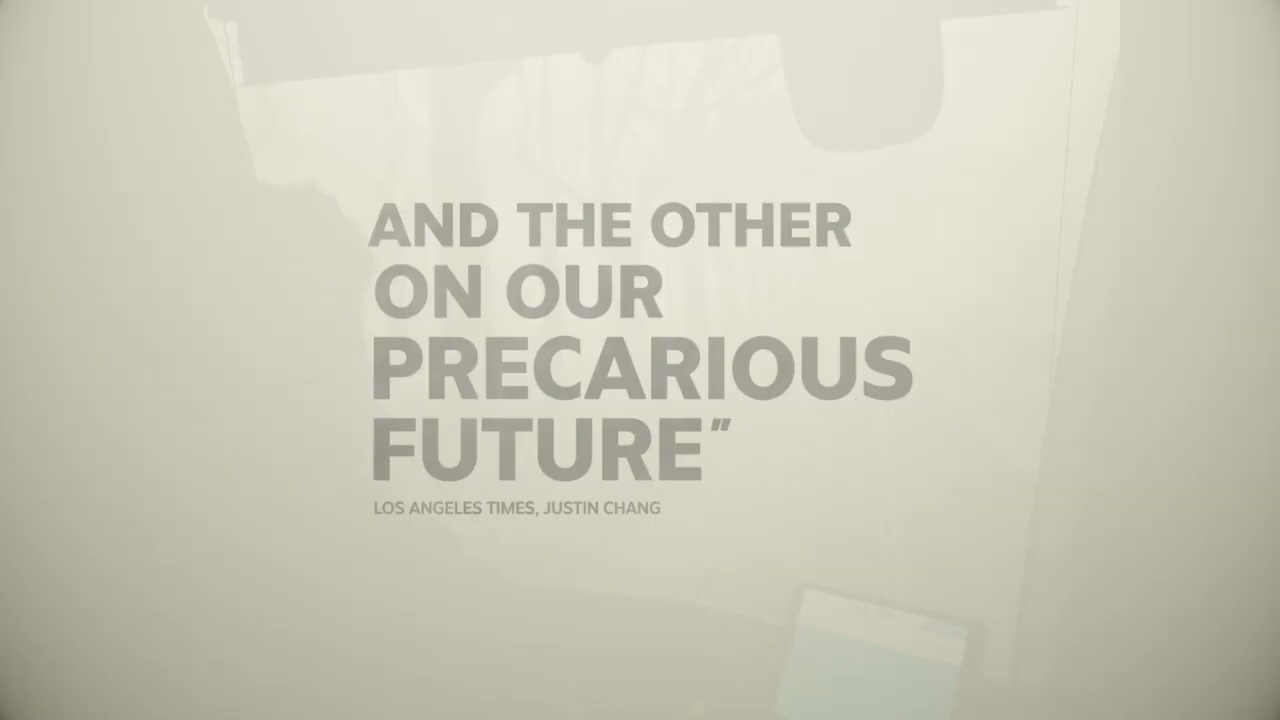 AND THE OTHER
ON OUR
PRECARIOUS
FUTURE”
LOS ANGELES TIMES, JUSTIN CHANG